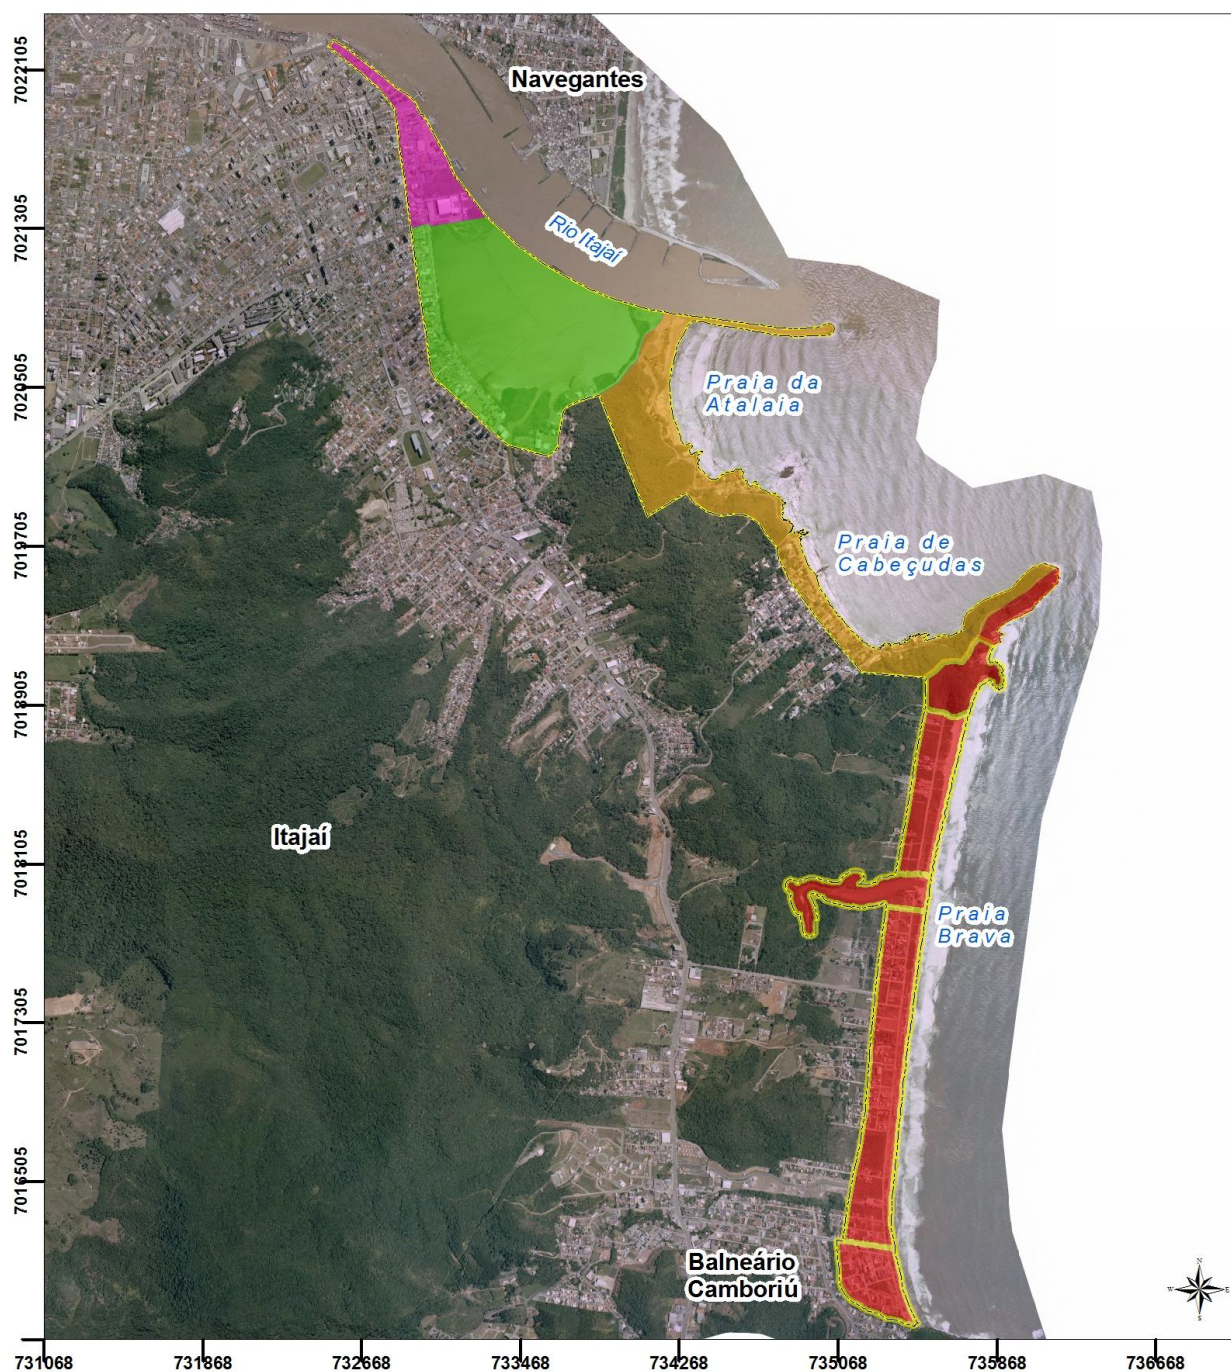 7022105
7021305
7020505
7019705
7018905
7018105
7017305
7016505
Navegantes
Rio Itajaí
Praia da
Atalaia
Praia de
Cabeçudas
Itajaí
Praia
Brava
Balneário
Camboriú
N
W
E
S
731068
731868
732668
733468
734268
735068
735868
736668